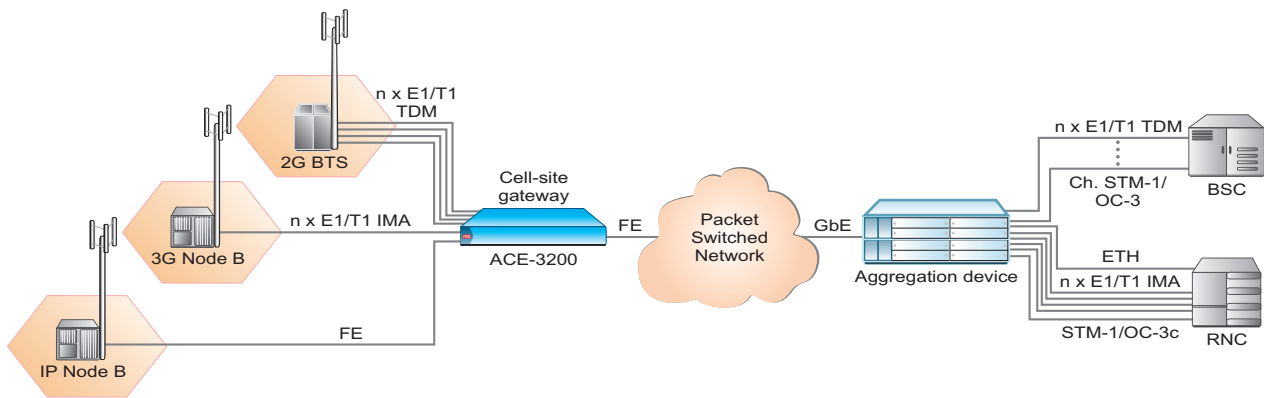 n x E1/T1
TDM
2G BTS
n x E1/T1 IMA
3G Node B
FE
IP Node B
Cell-site
gateway
ACE-3200
FE
Packet
Switched
Network
GbE
Aggregation device
n x E1/T1 TDM
Ch. STM-1/
OC-3
BSC
ETH
n x E1/T1 IMA
STM-1/OC-3c
RNC